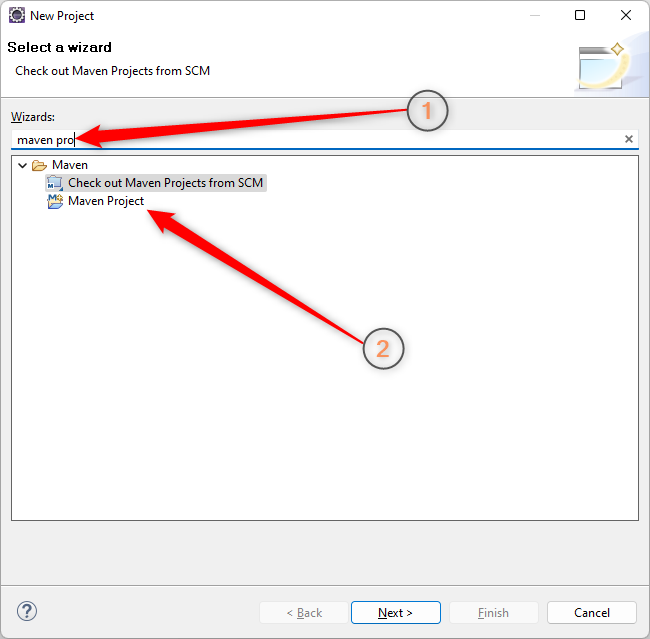 New Project
Select a wizard
Check out Maven Projects from SCM
Wizards:
1
maven pro
Maven
Check out Maven Projects from SCM
Maven Project
2
< Back Next > Finish Cancel